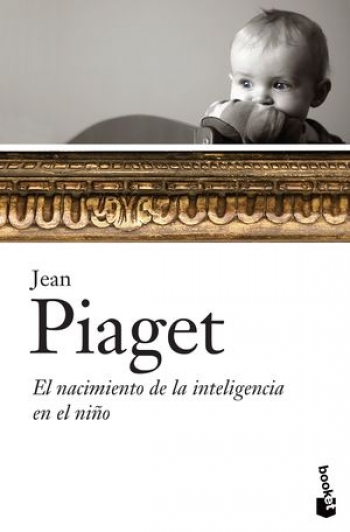 Jean
Piaget
El nacimiento de la inteligencia
en el niño
booket